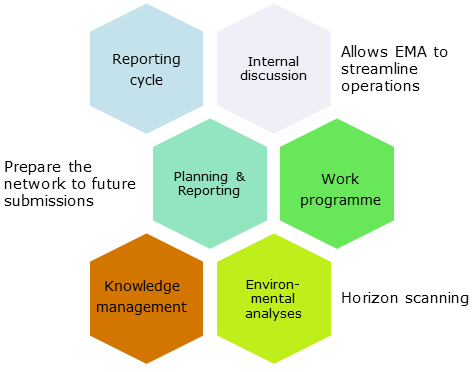 Reporting
cycle
Internal
discussion
Allows EMA to
streamline
operations
Prepare the
network to future
submissions
Planning &
Reporting
Work
programme
Knowledge
management
Environ-
mental
analyses
Horizon scanning